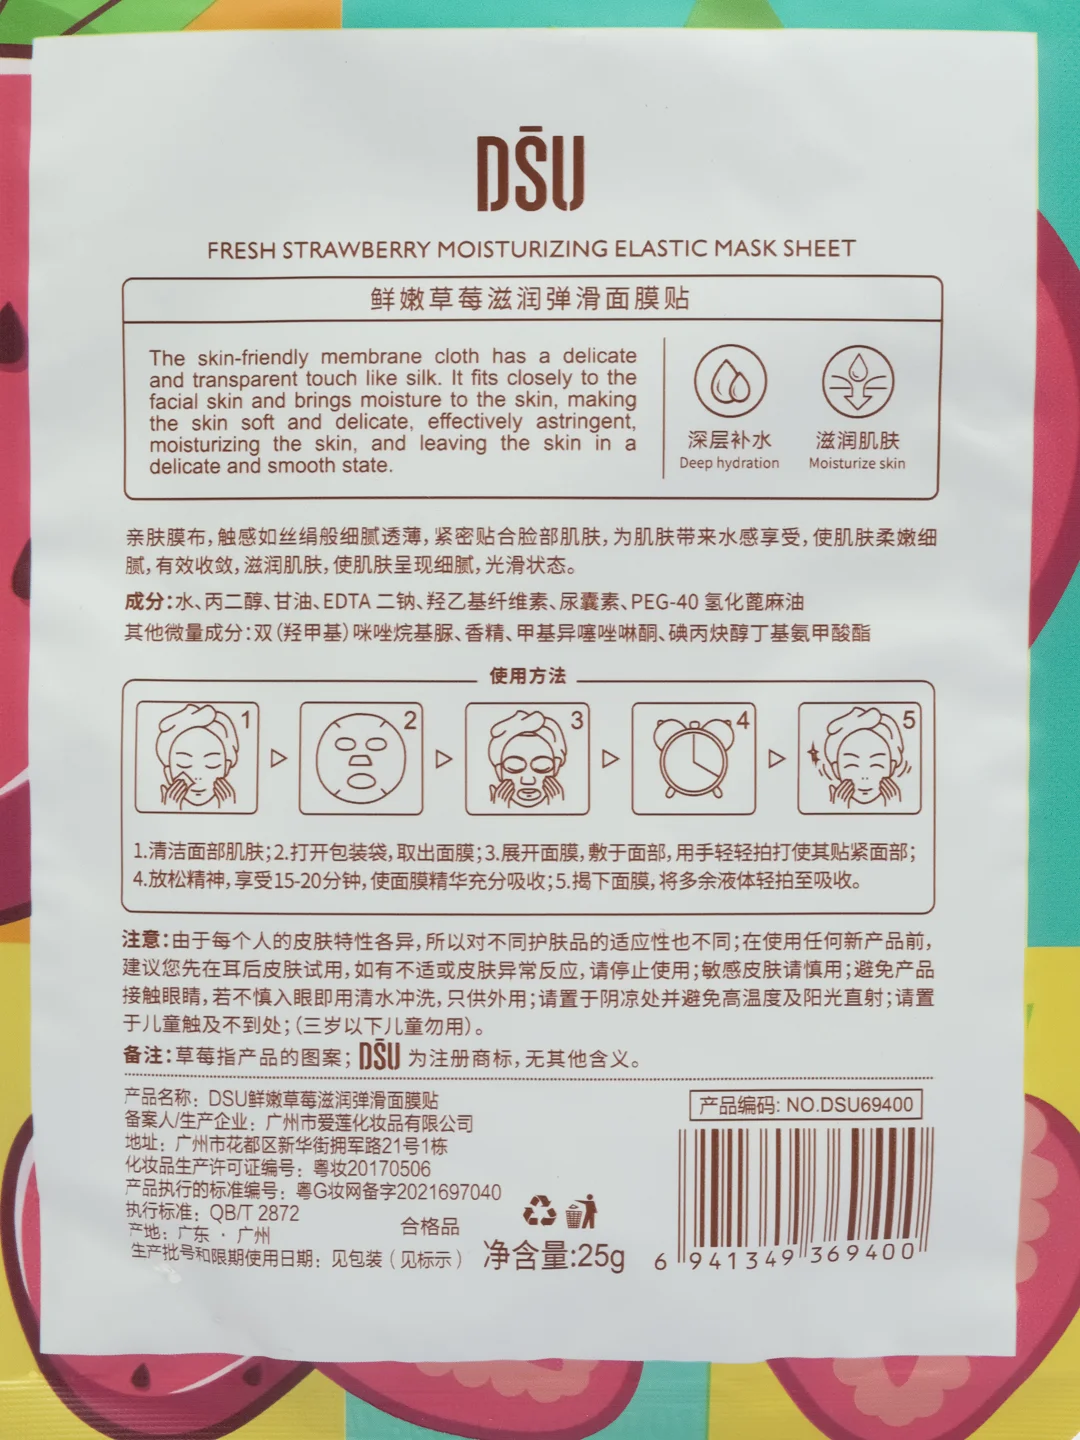 DSU
FRESH STRAWBERRY MOISTURIZING ELASTIC MASK SHEET
鲜嫩草莓滋润弹滑面膜贴
The skin-friendly membrane cloth has a delicate
and transparent touch like silk. It fits closely to the
facial skin and brings moisture to the skin, making
the skin soft and delicate, effectively astringent,
moisturizing the skin, and leaving the skin in a
delicate and smooth state.
深层补水
Deep hydration
滋润肌肤
Moisturize skin
亲肤膜布，触感如丝绢般细腻透薄，紧密贴合脸部肌肤，为肌肤带来水感享受，使肌肤柔嫩细
腻，有效收敛，滋润肌肤，使肌肤呈现细腻，光滑状态。
成分：水、丙二醇、甘油、EDTA 二钠、羟乙基纤维素、尿囊素、PEG-40 氢化蓖麻油
其他微量成分：双（羟甲基）咪唑烷基脲、香精、甲基异噻唑啉酮、碘丙炔醇丁基氨甲酸酯
使用方法
1
2
3
4
5
1.清洁面部肌肤；2.打开包装袋，取出面膜；3.展开面膜，敷于面部，用手轻轻拍打使其贴紧面部；
4.放松精神，享受15-20分钟，使面膜精华充分吸收；5.揭下面膜，将多余液体轻拍至吸收。
注意：由于每个人的皮肤特性各异，所以对不同护肤品的适应性也不同；在使用任何新产品前，
建议您先在耳后皮肤试用，如有不适或皮肤异常反应，请停止使用；敏感皮肤请慎用；避免产品
接触眼睛，若不慎入眼即用清水冲洗，只供外用；请置于阴凉处并避免高温度及阳光直射；请置
于儿童触及不到处；（三岁以下儿童勿用）。
备注：草莓指产品的图案；DSU 为注册商标，无其他含义。
产品名称：DSU鲜嫩草莓滋润弹滑面膜贴
备案人/生产企业：广州市爱莲化妆品有限公司
地址：广州市花都区新华街拥军路21号1栋
化妆品生产许可证编号：粤妆20170506
产品执行的标准编号：粤G妆网备字2021697040
执行标准：QB/T 2872
产地：广东 · 广州
生产批号和限期使用日期：见包装（见标示）
合格品
净含量:25g
产品编码: NO.DSU69400
6 941349 369400